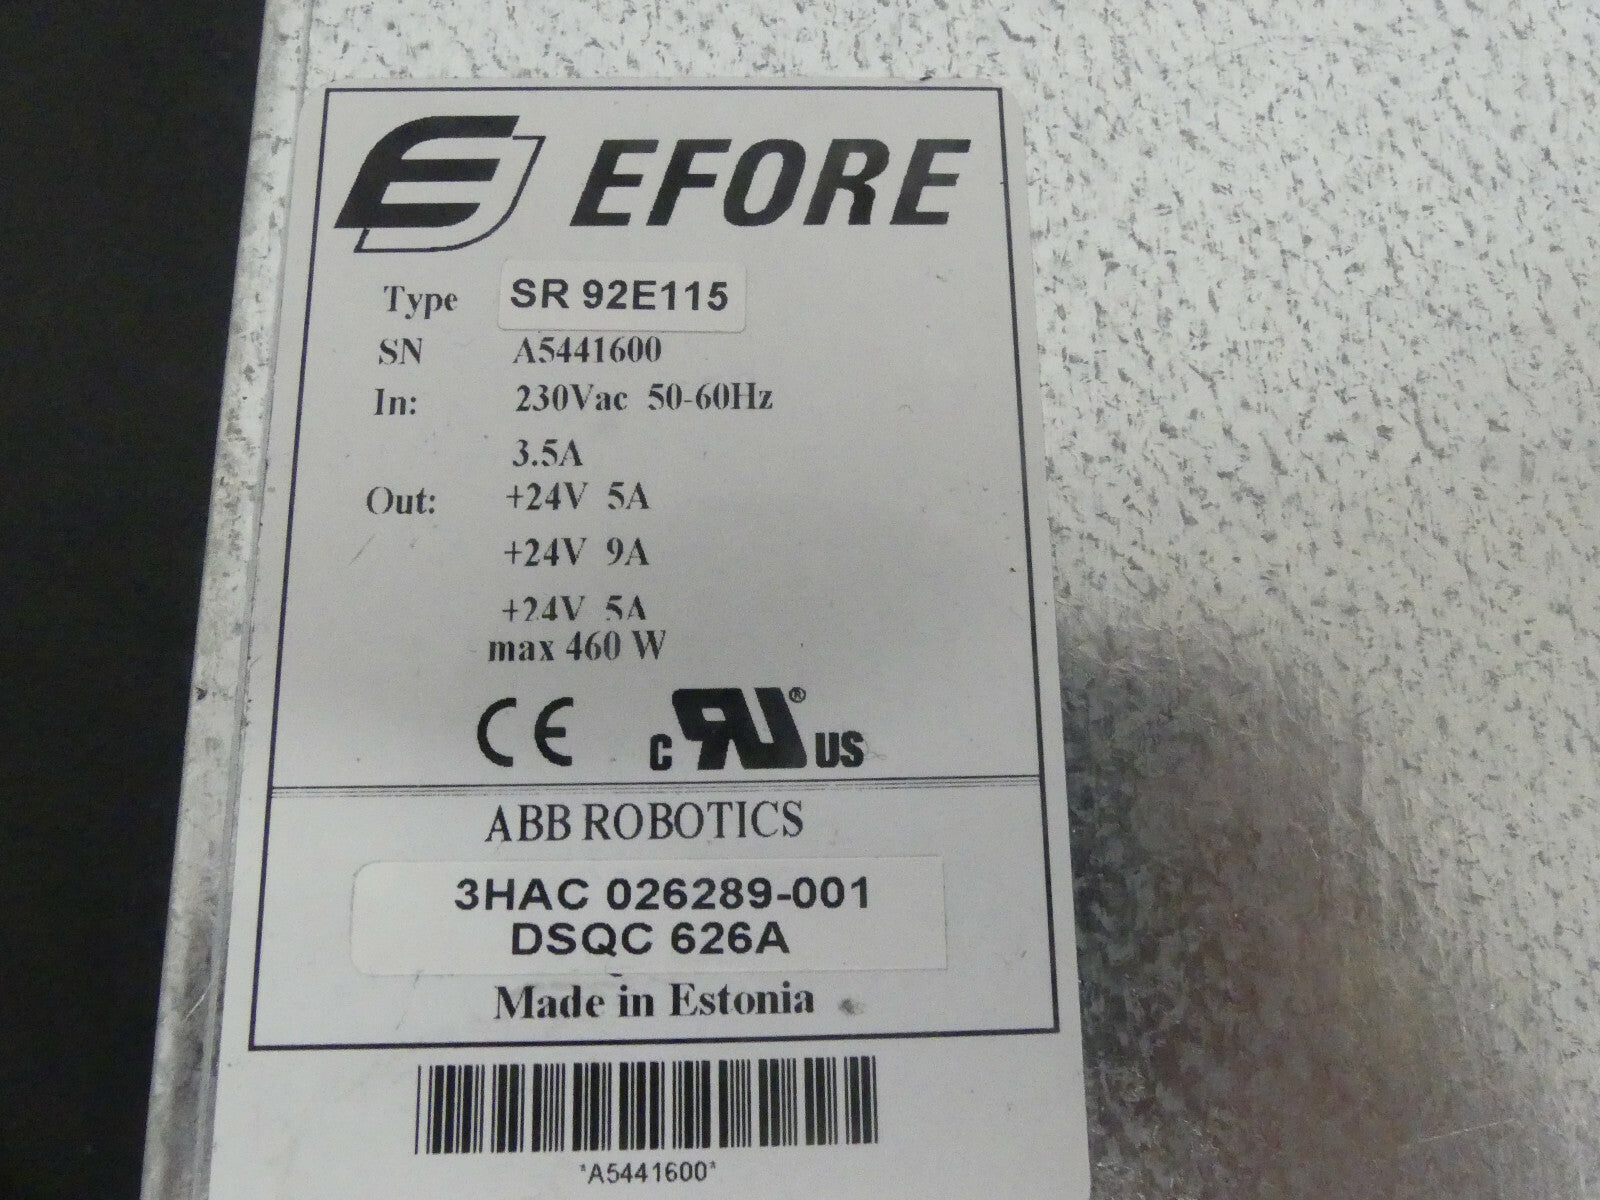 EFORE
Type SR 92E115
SN A5441600
In: 230Vac 50-60Hz
3.5A
Out: +24V 5A
+24V 9A
+24V 5A
max 460 W
CE c RU ® US
ABB ROBOTICS
3HAC 026289-001
DSQC 626A
Made in Estonia
*A5441600*